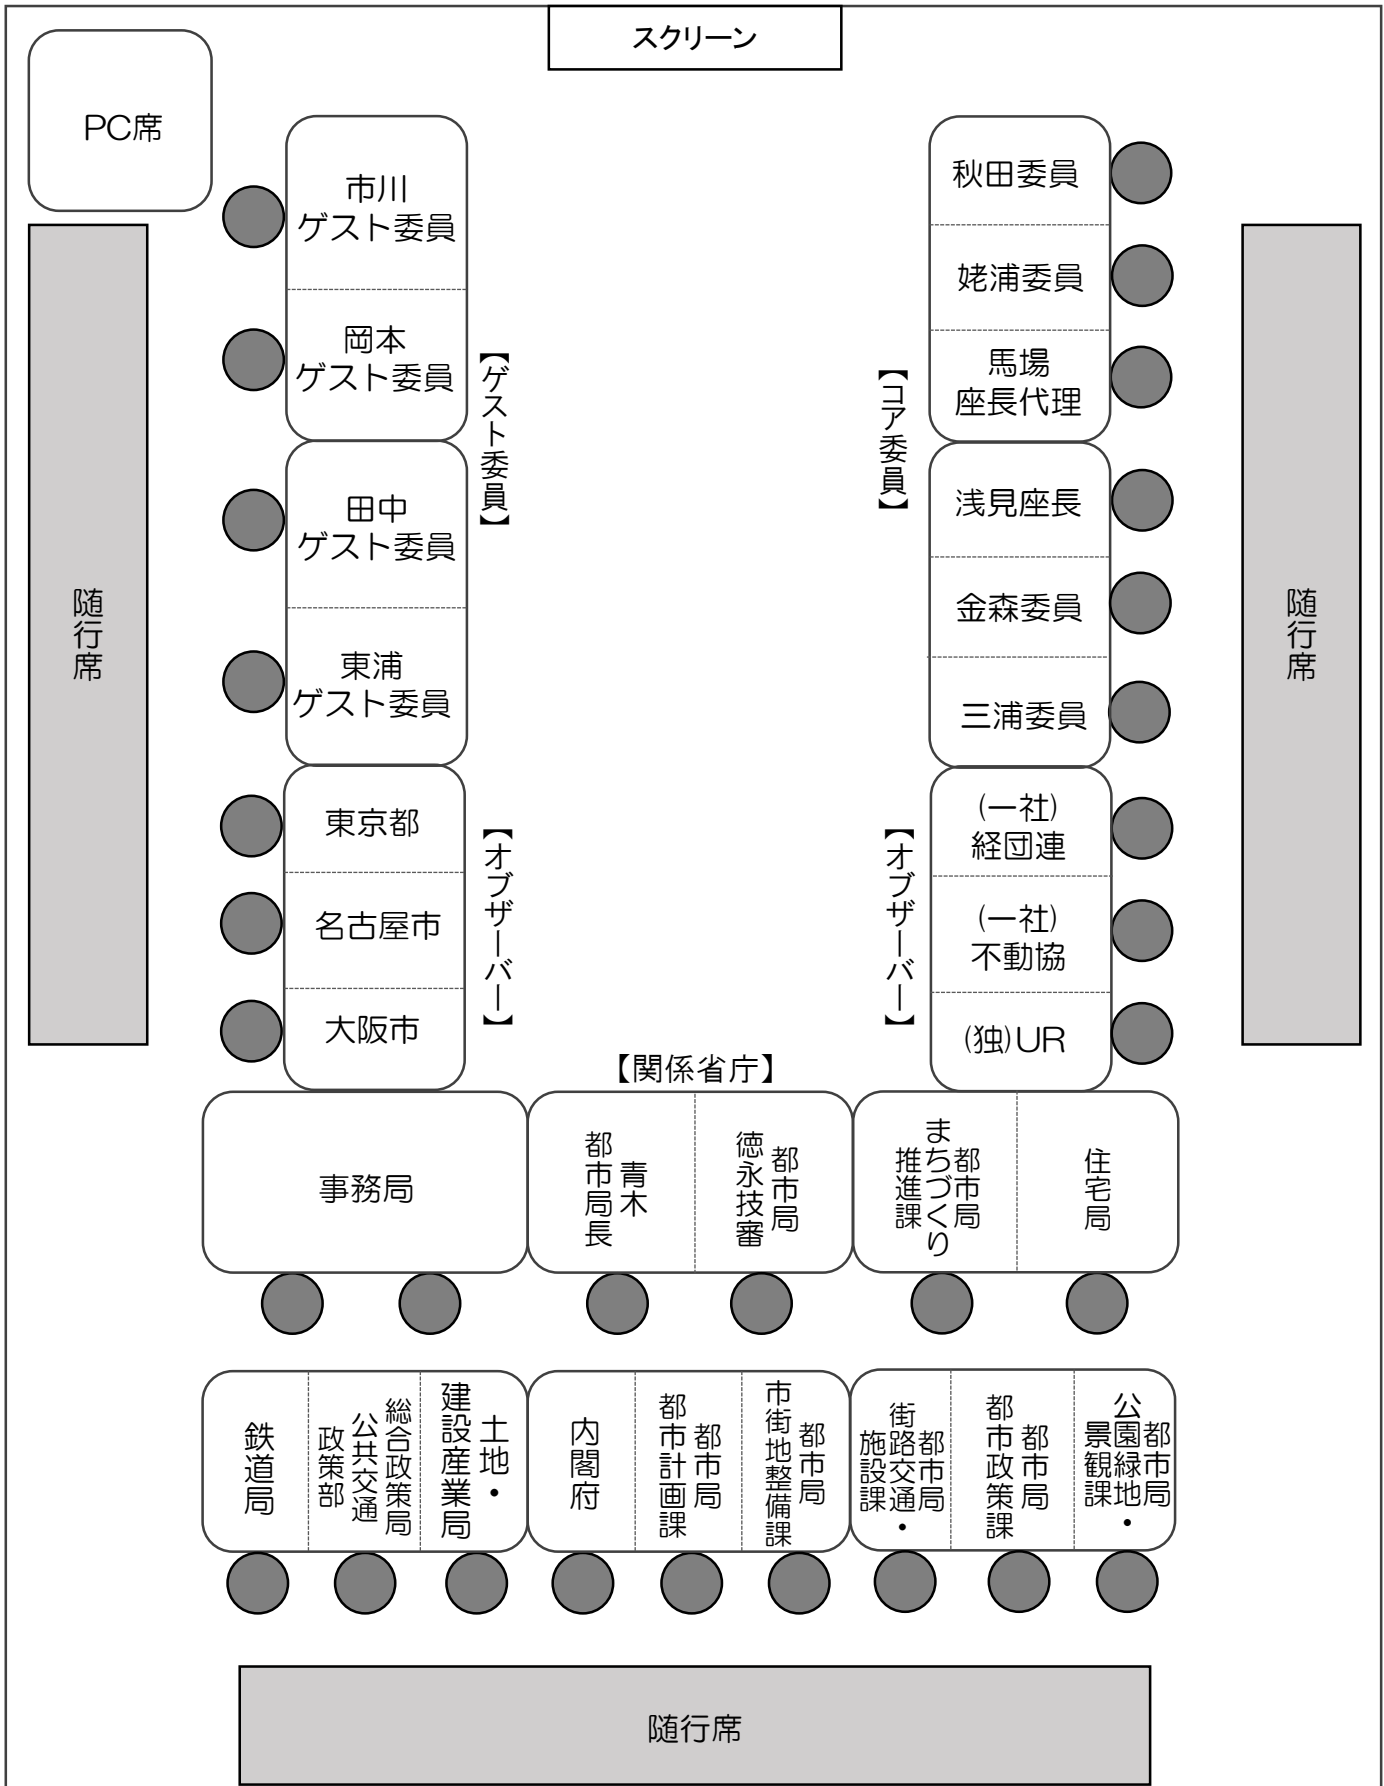 スクリーン
PC席
市川
ゲスト委員
岡本
ゲスト委員
田中
ゲスト委員
東浦
ゲスト委員
【ゲスト委員】
東京都
名古屋市
大阪市
【オブザーバー】
秋田委員
姥浦委員
馬場
座長代理
浅見座長
金森委員
三浦委員
【コア委員】
(一社)
経団連
(一社)
不動協
(独)UR
【オブザーバー】
随行席
随行席
【関係省庁】
事務局
青木
都市局長
都市局
徳永技審
都市局
まちづくり
推進課
住宅局
鉄道局
総合政策局
公共交通
政策部
土地・
建設産業局
内閣府
都市局
都市計画課
都市局
市街地整備課
都市局
街路交通・
施設課
都市局
都市政策課
都市局
公園緑地・
景観課
随行席